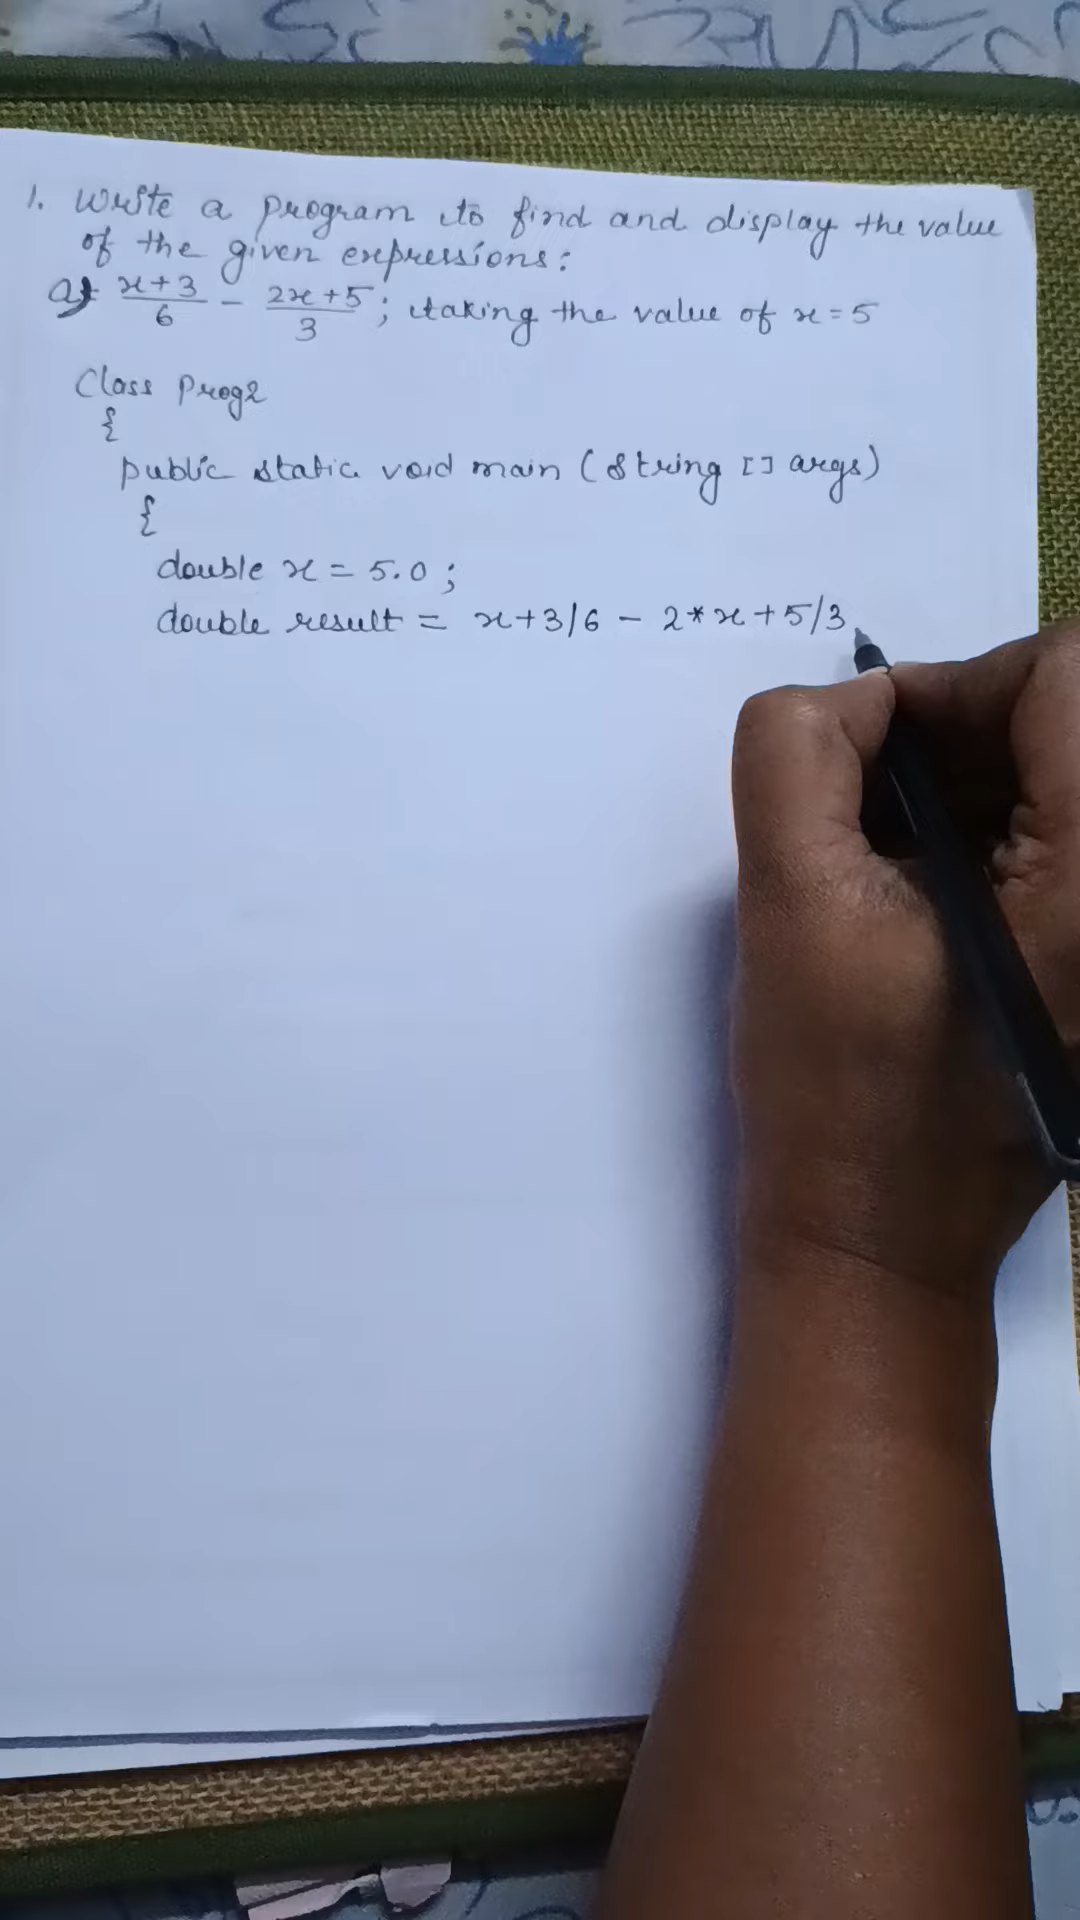 1. Write a program to find and display the value
of the given expressions:
a) x+3/6 - 2x+5/3; taking the value of x=5
Class Prog2
{
public static void main (String [] args)
{
double x = 5.0;
double result = x+3/6 - 2*x+5/3